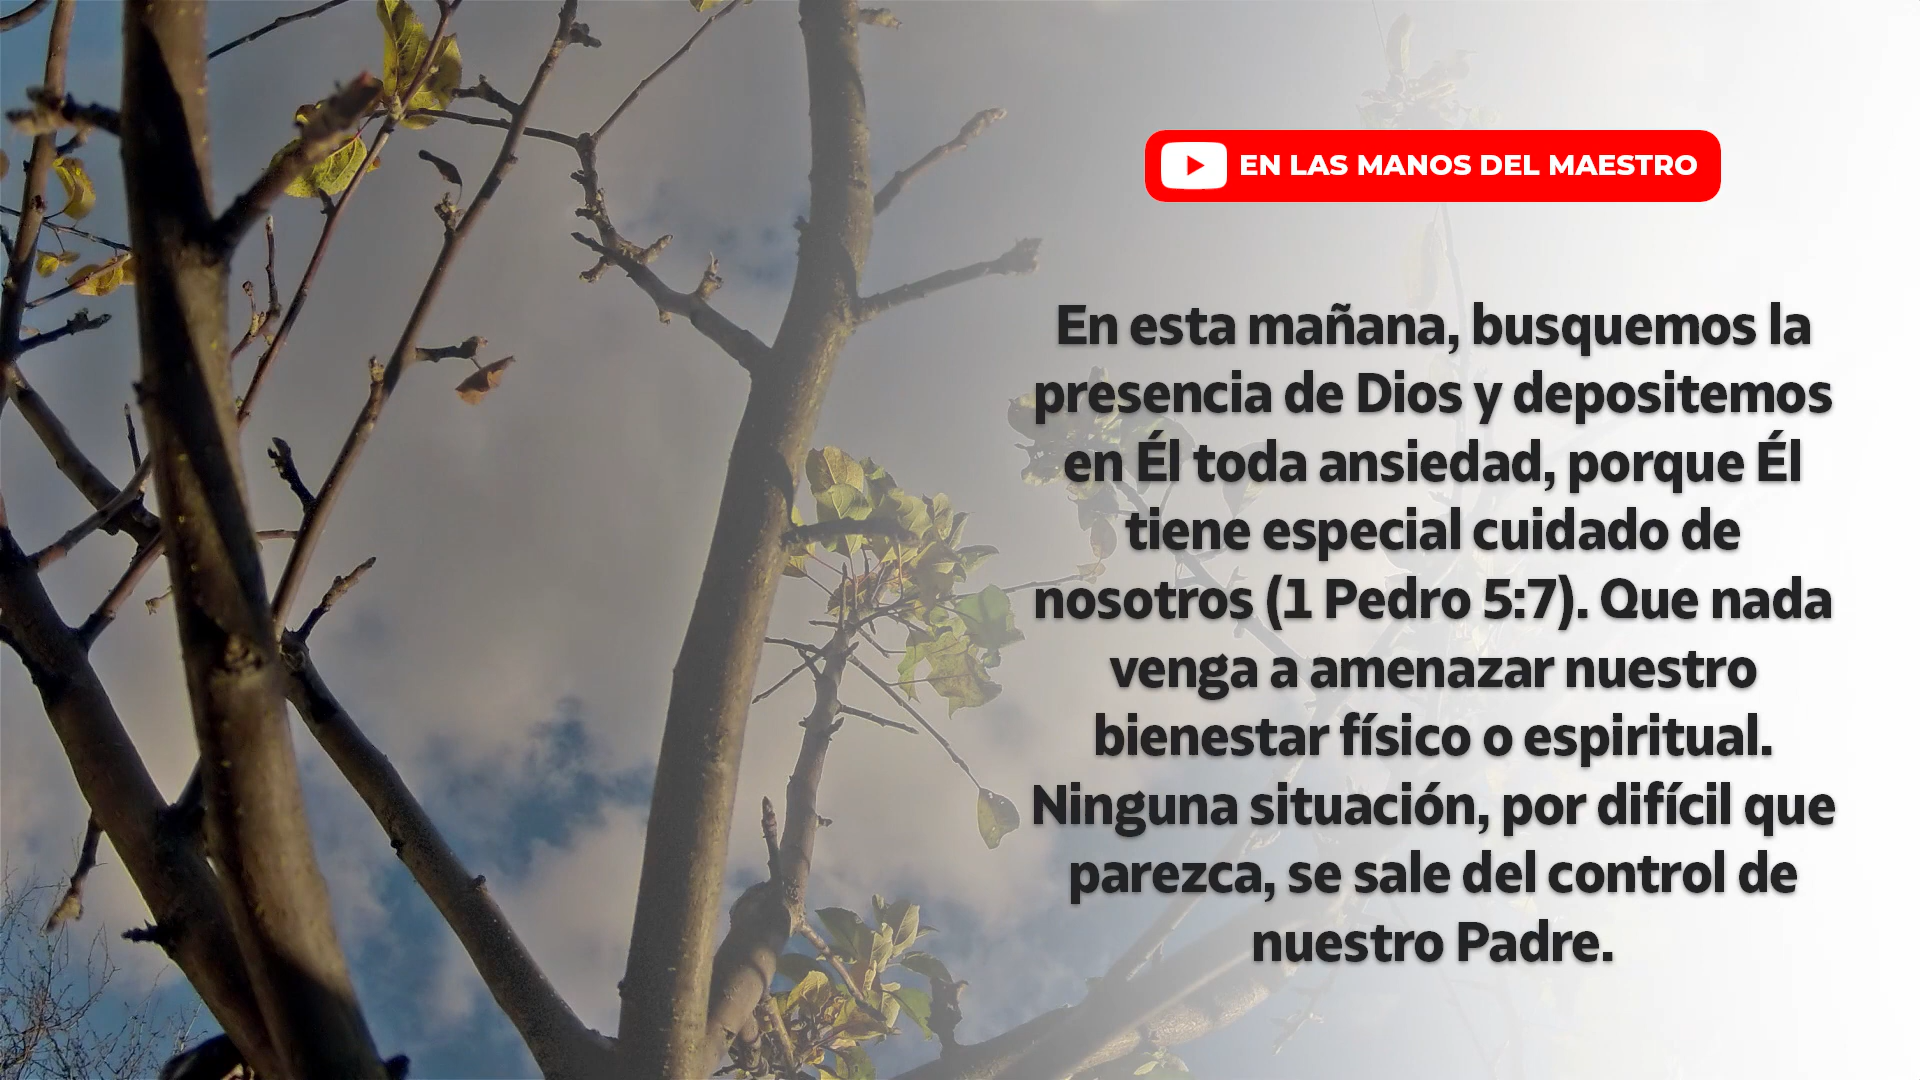 EN LAS MANOS DEL MAESTRO
En esta mañana, busquemos la
presencia de Dios y depositemos
en Él toda ansiedad, porque Él
tiene especial cuidado de
nosotros (1 Pedro 5:7). Que nada
venga a amenazar nuestro
bienestar físico o espiritual.
Ninguna situación, por difícil que
parezca, se sale del control de
nuestro Padre.